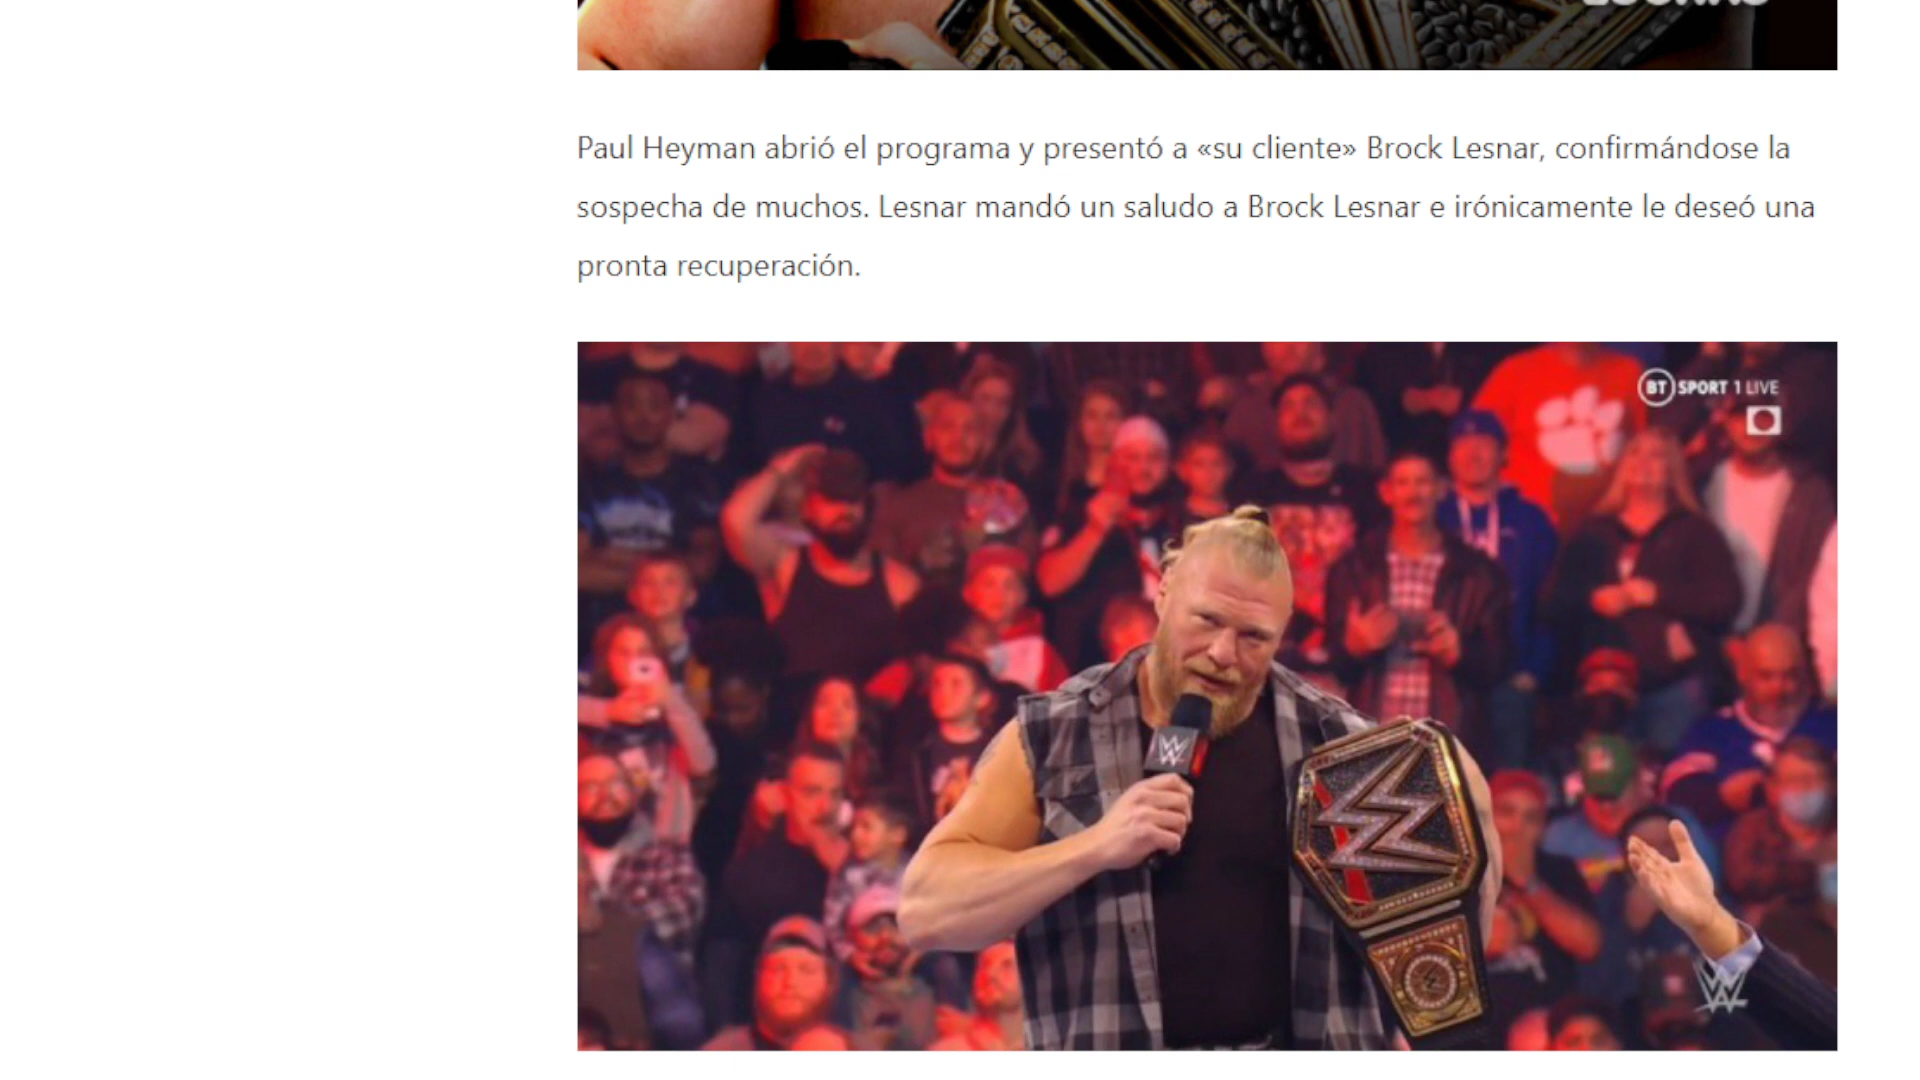 Paul Heyman abrió el programa y presentó a «su cliente» Brock Lesnar, confirmándose la
sospecha de muchos. Lesnar mandó un saludo a Brock Lesnar e irónicamente le deseó una
pronta recuperación.
BT SPORT 1 LIVE